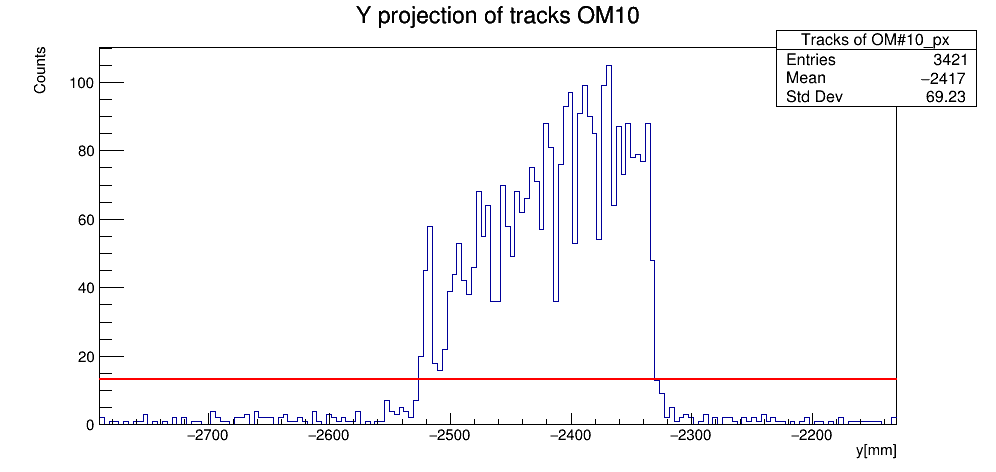 Y projection of tracks OM10
Tracks of OM#10_px
Entries 3421
Mean −2417
Std Dev 69.23
Counts
100
80
60
40
20
0
−2700 −2600 −2500 −2400 −2300 −2200
y[mm]